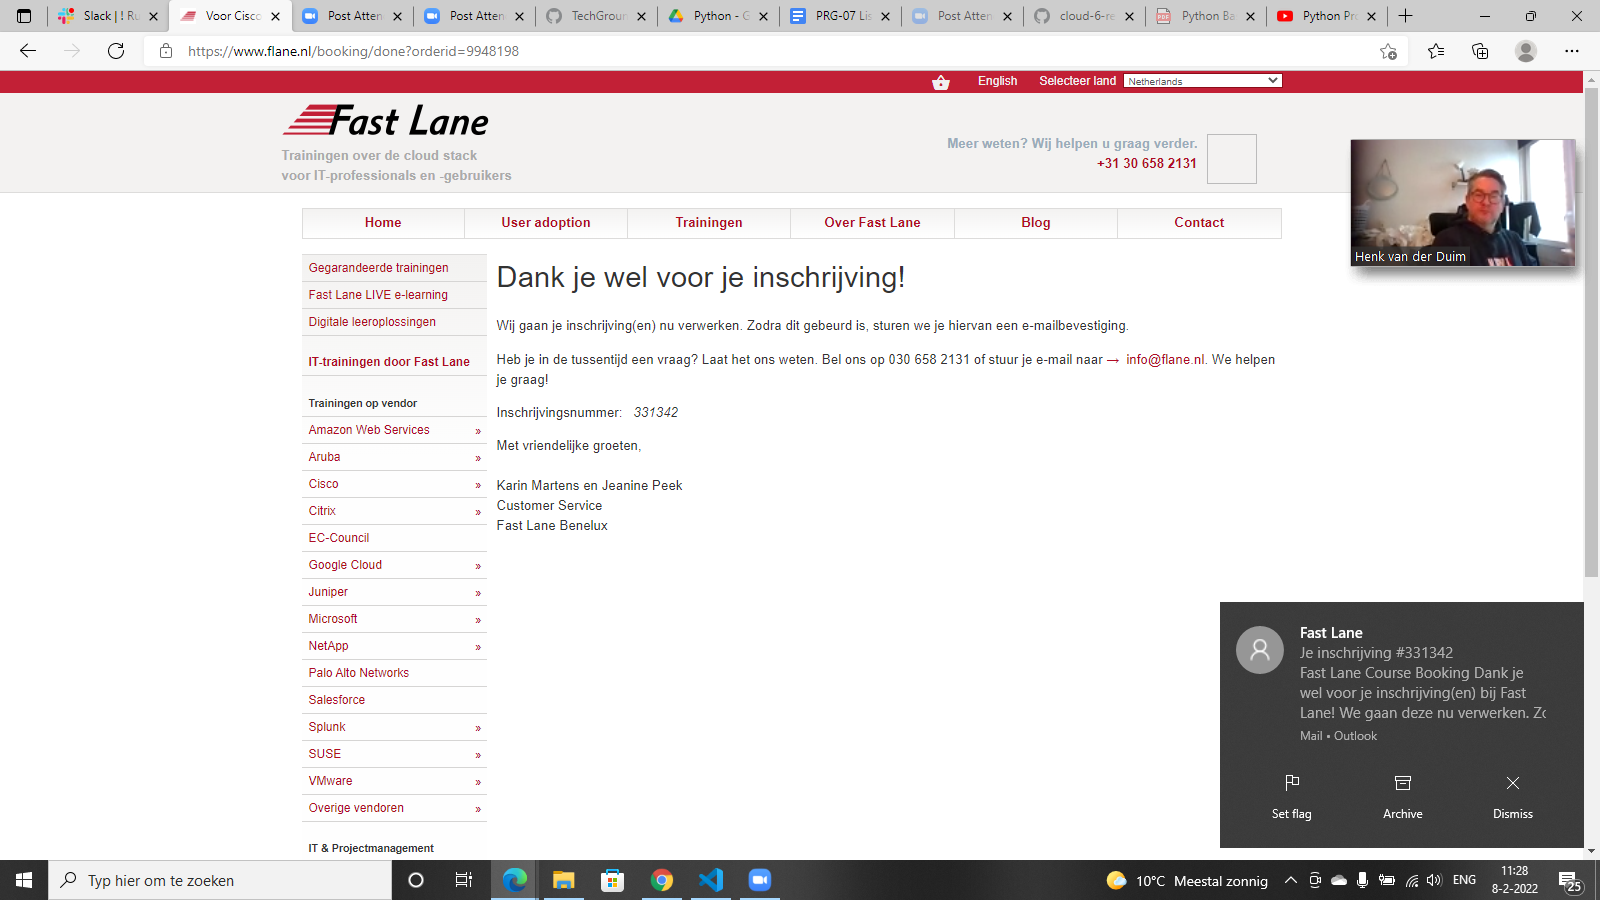 Slack | ! Ru
Voor Cisco
Post Atten
Post Atten
TechGroun
Python - G
PRG-07 Lis
Post Atten
cloud-6-re
Python Ba
Python Pro
https://www.flane.nl/booking/done?orderid=9948198
English
Selecteer land
Netherlands
Fast Lane
Trainingen over de cloud stack
voor IT-professionals en -gebruikers
Meer weten? Wij helpen u graag verder.
+31 30 658 2131
Henk van der Duim
Home
User adoption
Trainingen
Over Fast Lane
Blog
Contact
Gegarandeerde trainingen
Fast Lane LIVE e-learning
Digitale leeroplossingen
IT-trainingen door Fast Lane
Trainingen op vendor
Amazon Web Services »
Aruba »
Cisco »
Citrix »
EC-Council
Google Cloud »
Juniper »
Microsoft »
NetApp »
Palo Alto Networks
Salesforce
Splunk »
SUSE »
VMware »
Overige vendoren »
IT & Projectmanagement
Dank je wel voor je inschrijving!
Wij gaan je inschrijving(en) nu verwerken. Zodra dit gebeurd is, sturen we je hiervan een e-mailbevestiging.
Heb je in de tussentijd een vraag? Laat het ons weten. Bel ons op 030 658 2131 of stuur je e-mail naar → info@flane.nl. We helpen
je graag!
Inschrijvingsnummer: 331342
Met vriendelijke groeten,
Karin Martens en Jeanine Peek
Customer Service
Fast Lane Benelux
Fast Lane
Je inschrijving #331342
Fast Lane Course Booking Dank je
wel voor je inschrijving(en) bij Fast
Lane! We gaan deze nu verwerken. Zo
Mail • Outlook
Set flag
Archive
Dismiss
Typ hier om te zoeken
10°C Meestal zonnig
ENG
11:28
8-2-2022
25